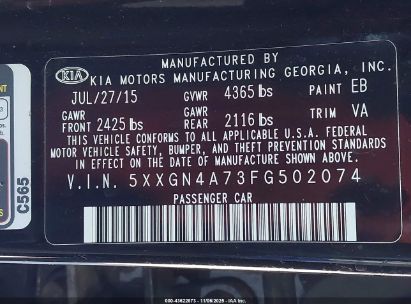 MANUFACTURED BY
KIA KIA MOTORS MANUFACTURING GEORGIA, INC.
JUL/27/15 GVWR 4365 lbs PAINT EB
GAWR FRONT 2425 lbs GAWR REAR 2116 lbs TRIM VA
THIS VEHICLE CONFORMS TO ALL APPLICABLE U.S.A. FEDERAL
MOTOR VEHICLE SAFETY, BUMPER, AND THEFT PREVENTION STANDARDS
IN EFFECT ON THE DATE OF MANUFACTURE SHOWN ABOVE.
V.I.N. 5XXGN4A73FG502074
PASSENGER CAR
C565